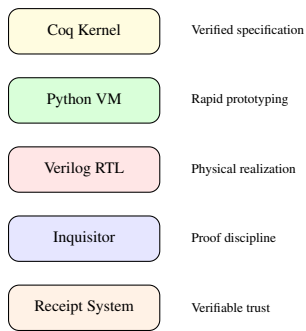 Coq Kernel Verified specification
Python VM Rapid prototyping
Verilog RTL Physical realization
Inquisitor Proof discipline
Receipt System Verifiable trust